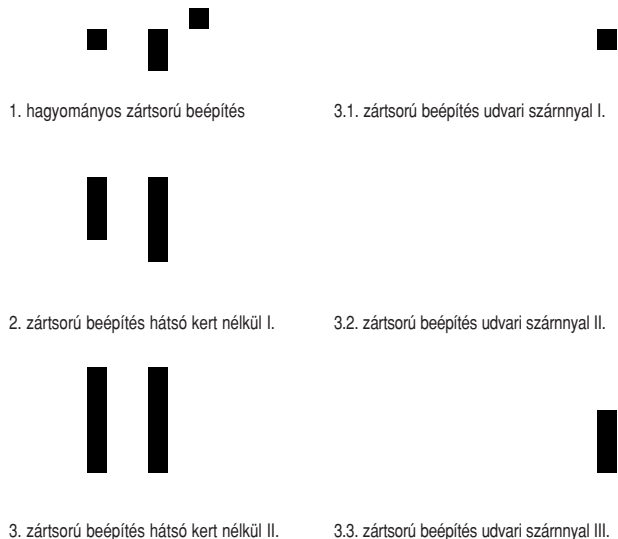 1. hagyományos zártsorú beépítés
3.1. zártsorú beépítés udvari szárnnyal I.
2. zártsorú beépítés hátsó kert nélkül I.
3.2. zártsorú beépítés udvari szárnnyal II.
3. zártsorú beépítés hátsó kert nélkül II.
3.3. zártsorú beépítés udvari szárnnyal III.